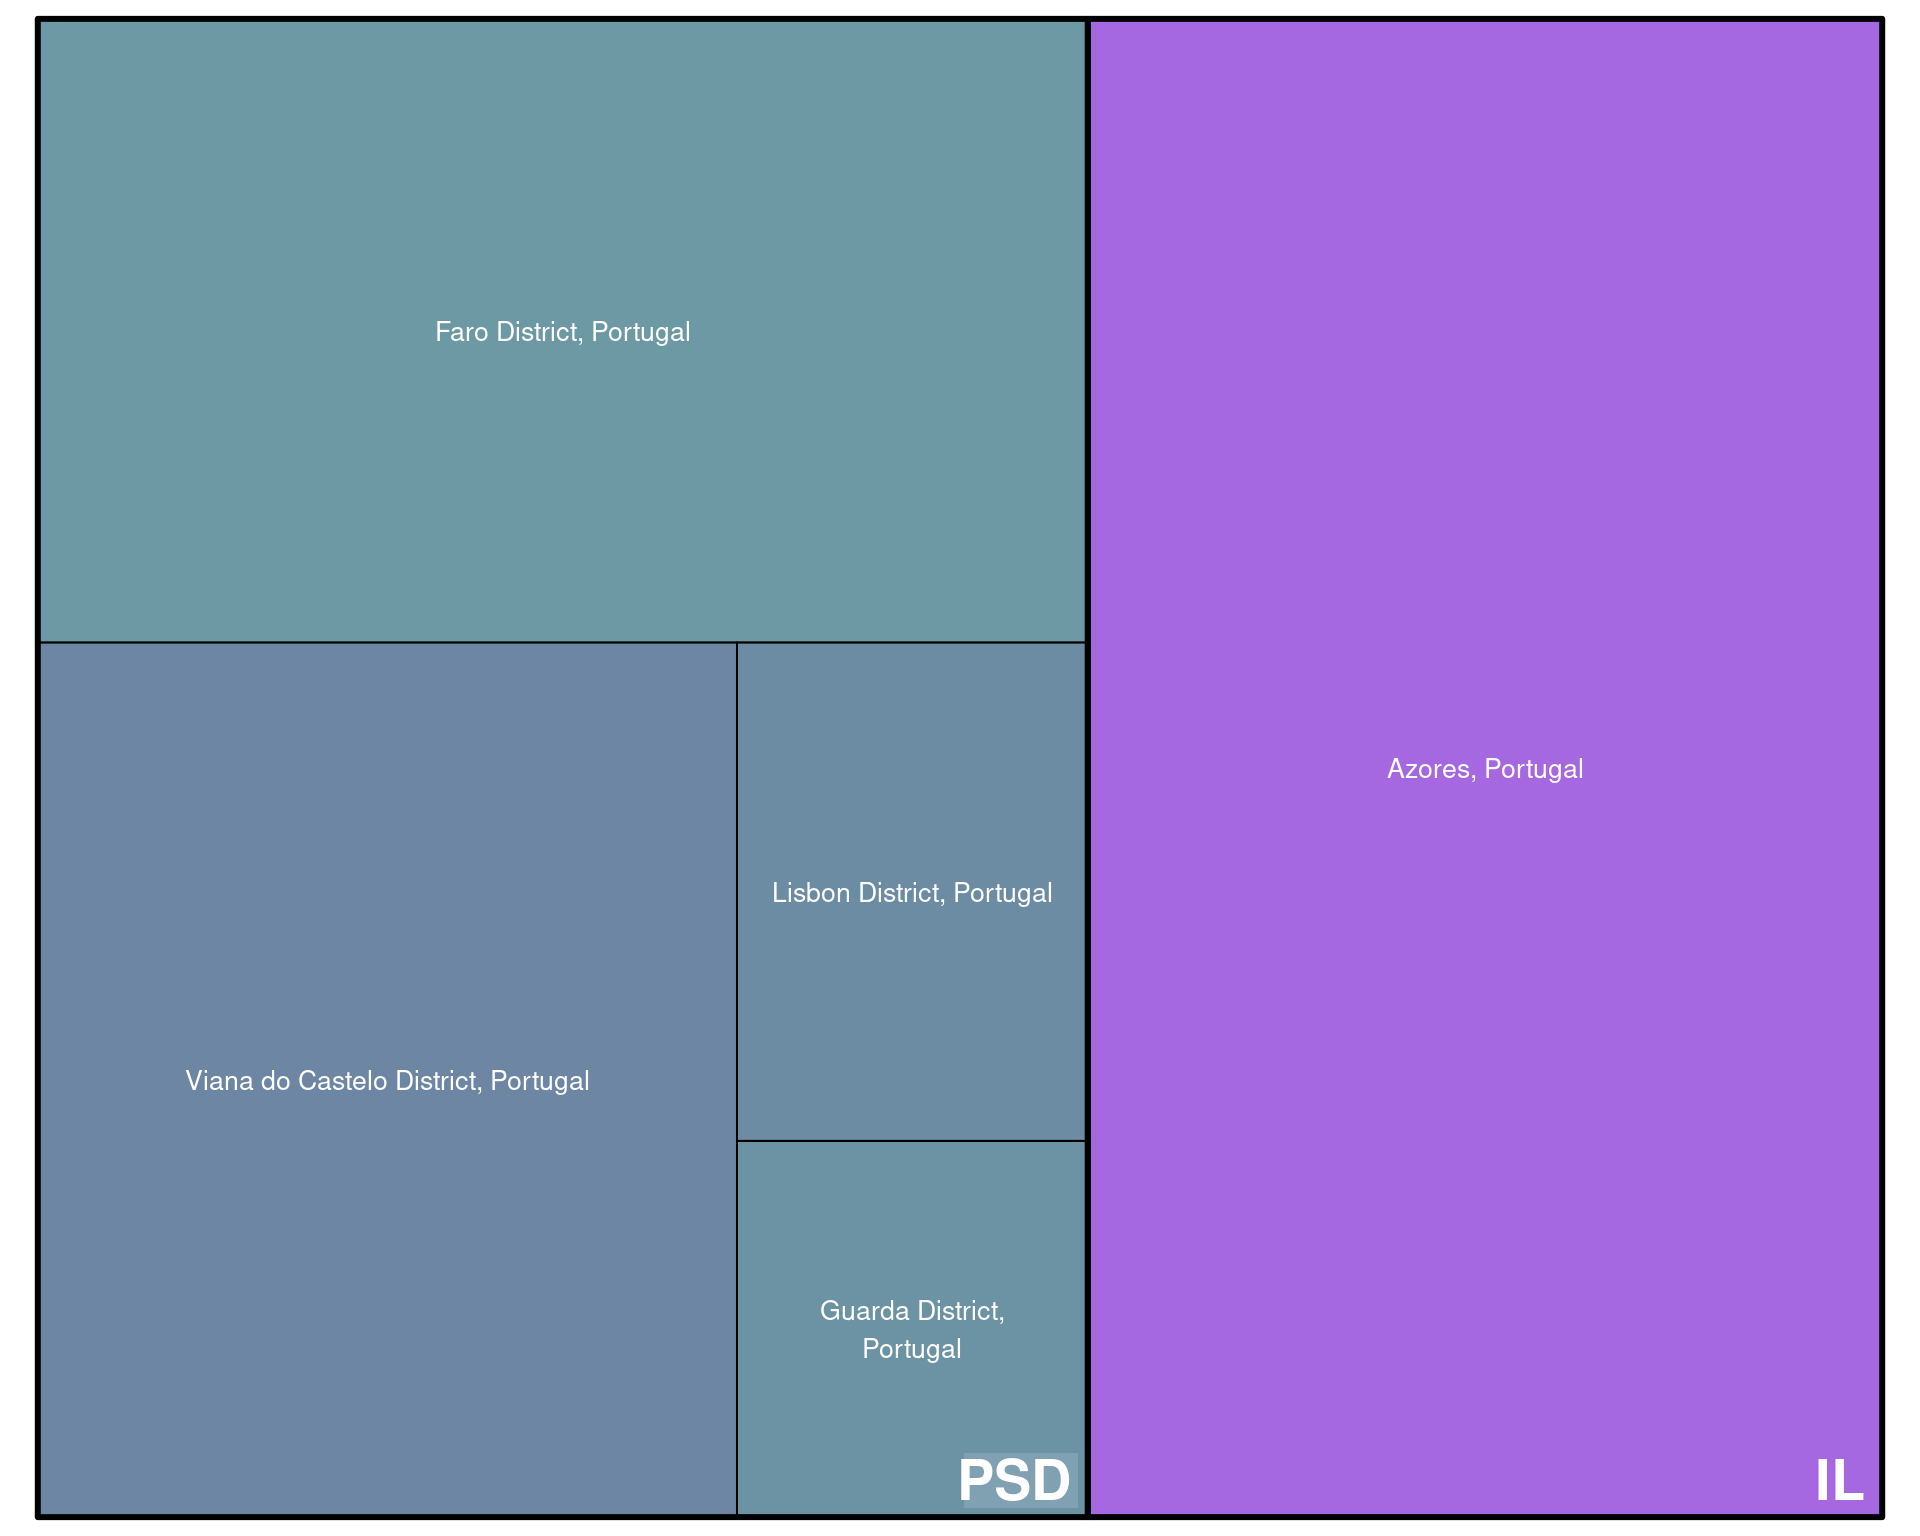 Faro District, Portugal
Azores, Portugal
Lisbon District, Portugal
Viana do Castelo District, Portugal
Guarda District,
Portugal
PSD
IL